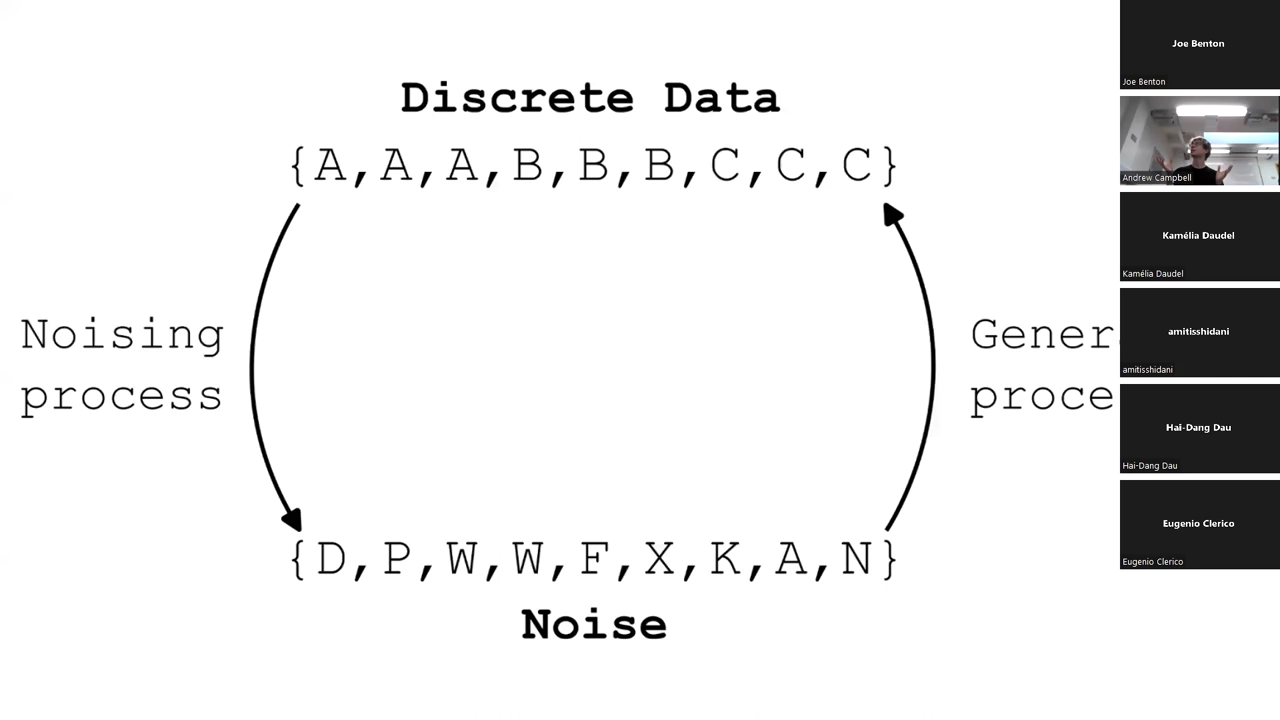 Discrete Data
{A,A,A,B,B,B,C,C,C}
Noising
process
{D,P,W,W,F,X,K,A,N}
Noise
Joe Benton
Joe Benton
Andrew Campbell
Kamélia Daudel
Kamélia Daudel
amitisshidani
amitisshidani
Hai-Dang Dau
Hai-Dang Dau
Eugenio Clerico
Eugenio Clerico